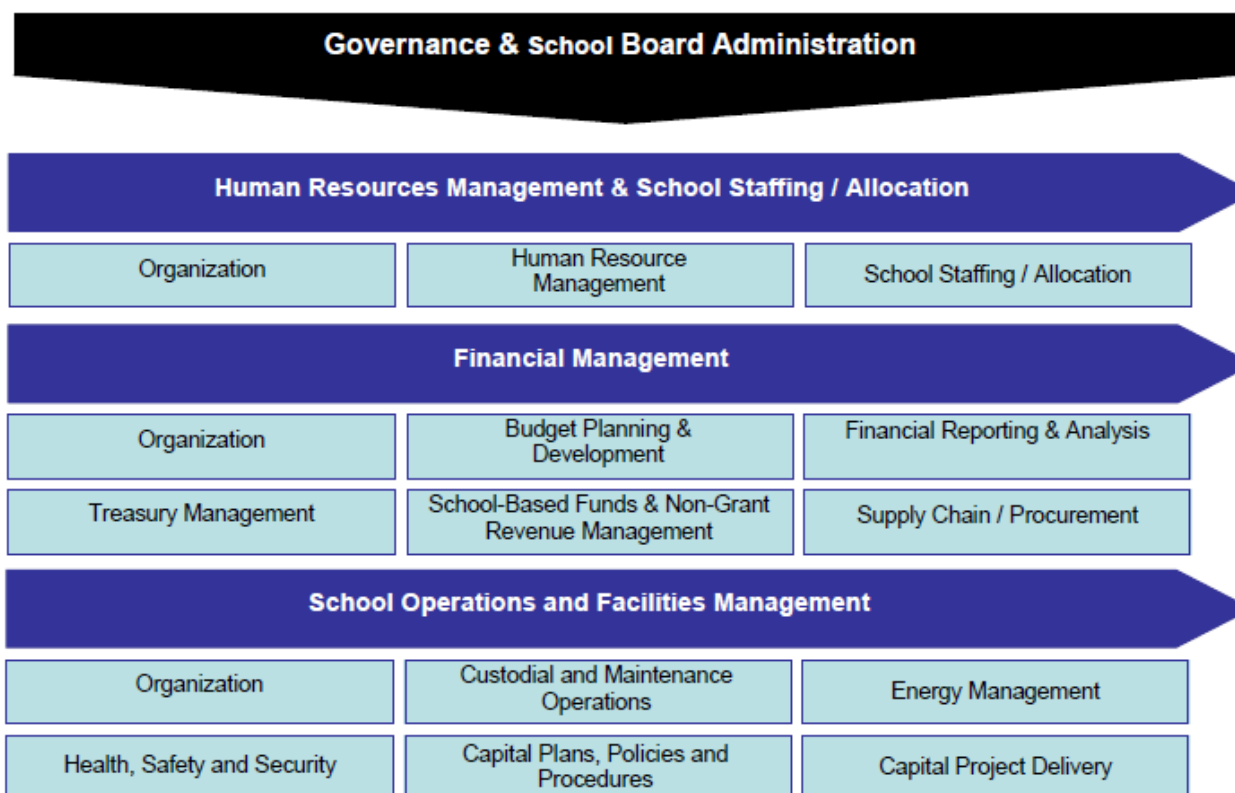 Governance & School Board Administration
Human Resources Management & School Staffing / Allocation
Organization
Human Resource
Management
School Staffing / Allocation
Financial Management
Organization
Budget Planning &
Development
Financial Reporting & Analysis
Treasury Management
School-Based Funds & Non-Grant
Revenue Management
Supply Chain / Procurement
School Operations and Facilities Management
Organization
Custodial and Maintenance
Operations
Energy Management
Health, Safety and Security
Capital Plans, Policies and
Procedures
Capital Project Delivery